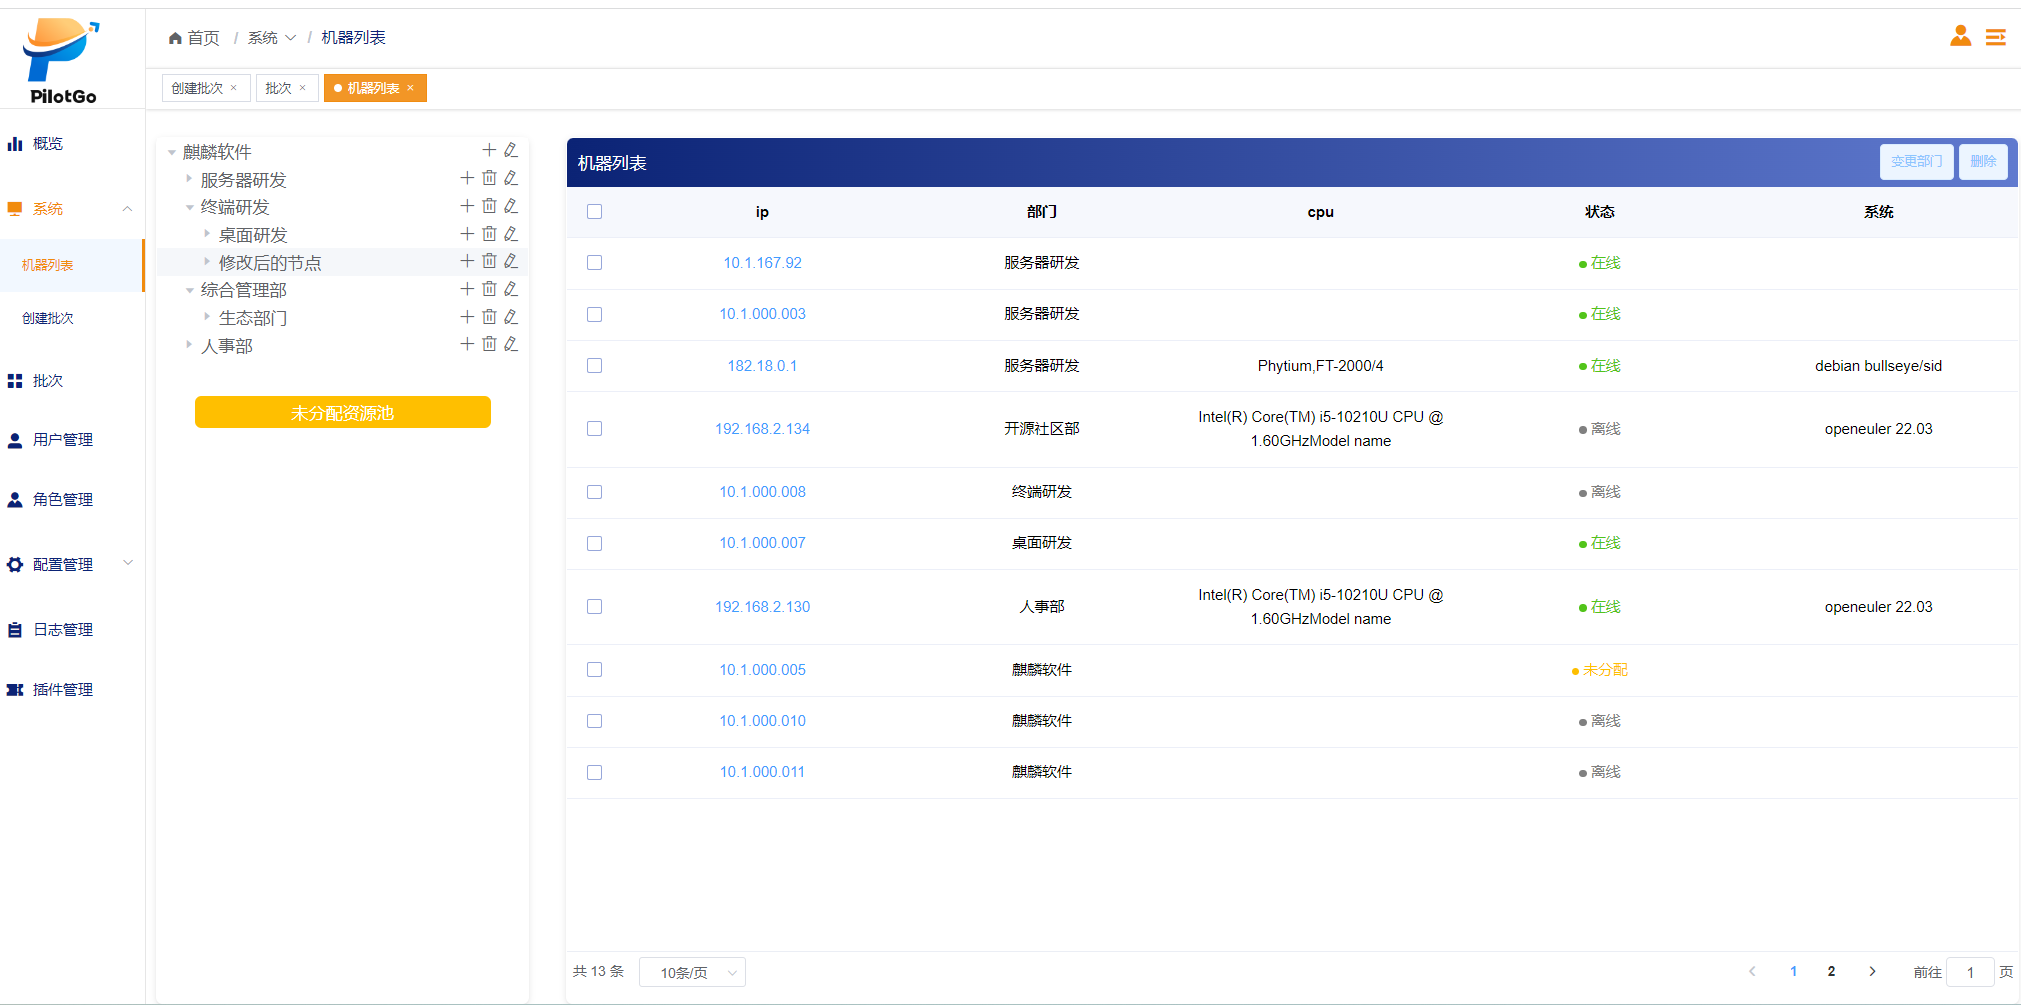 PilotGo
首页 / 系统 / 机器列表
创建批次 × 批次 × 机器列表 ×
概览
系统
机器列表
创建批次
批次
用户管理
角色管理
配置管理
日志管理
插件管理
麒麟软件
服务器研发
终端研发
桌面研发
修改后的节点
综合管理部
生态部门
人事部
未分配资源池
机器列表 变更部门 删除
ip 部门 cpu 状态 系统
10.1.167.92 服务器研发 在线
10.1.000.003 服务器研发 在线
182.18.0.1 服务器研发 Phytium,FT-2000/4 在线 debian bullseye/sid
192.168.2.134 开源社区部 Intel(R) Core(TM) i5-10210U CPU @ 离线 openeuler 22.03
1.60GHzModel name
10.1.000.008 终端研发 离线
10.1.000.007 桌面研发 在线
192.168.2.130 人事部 Intel(R) Core(TM) i5-10210U CPU @ 在线 openeuler 22.03
1.60GHzModel name
10.1.000.005 麒麟软件 未分配
10.1.000.010 麒麟软件 离线
10.1.000.011 麒麟软件 离线
共 13 条 10条/页 1 2 前往 1 页